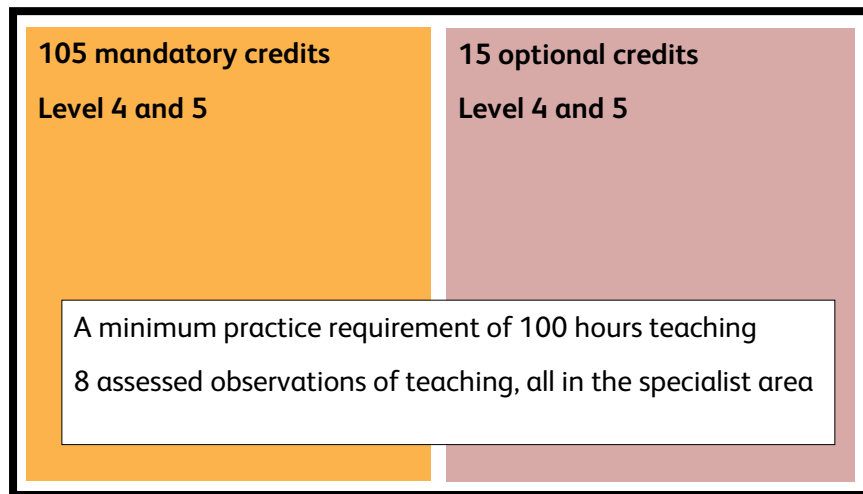 105 mandatory credits
Level 4 and 5
15 optional credits
Level 4 and 5
A minimum practice requirement of 100 hours teaching
8 assessed observations of teaching, all in the specialist area